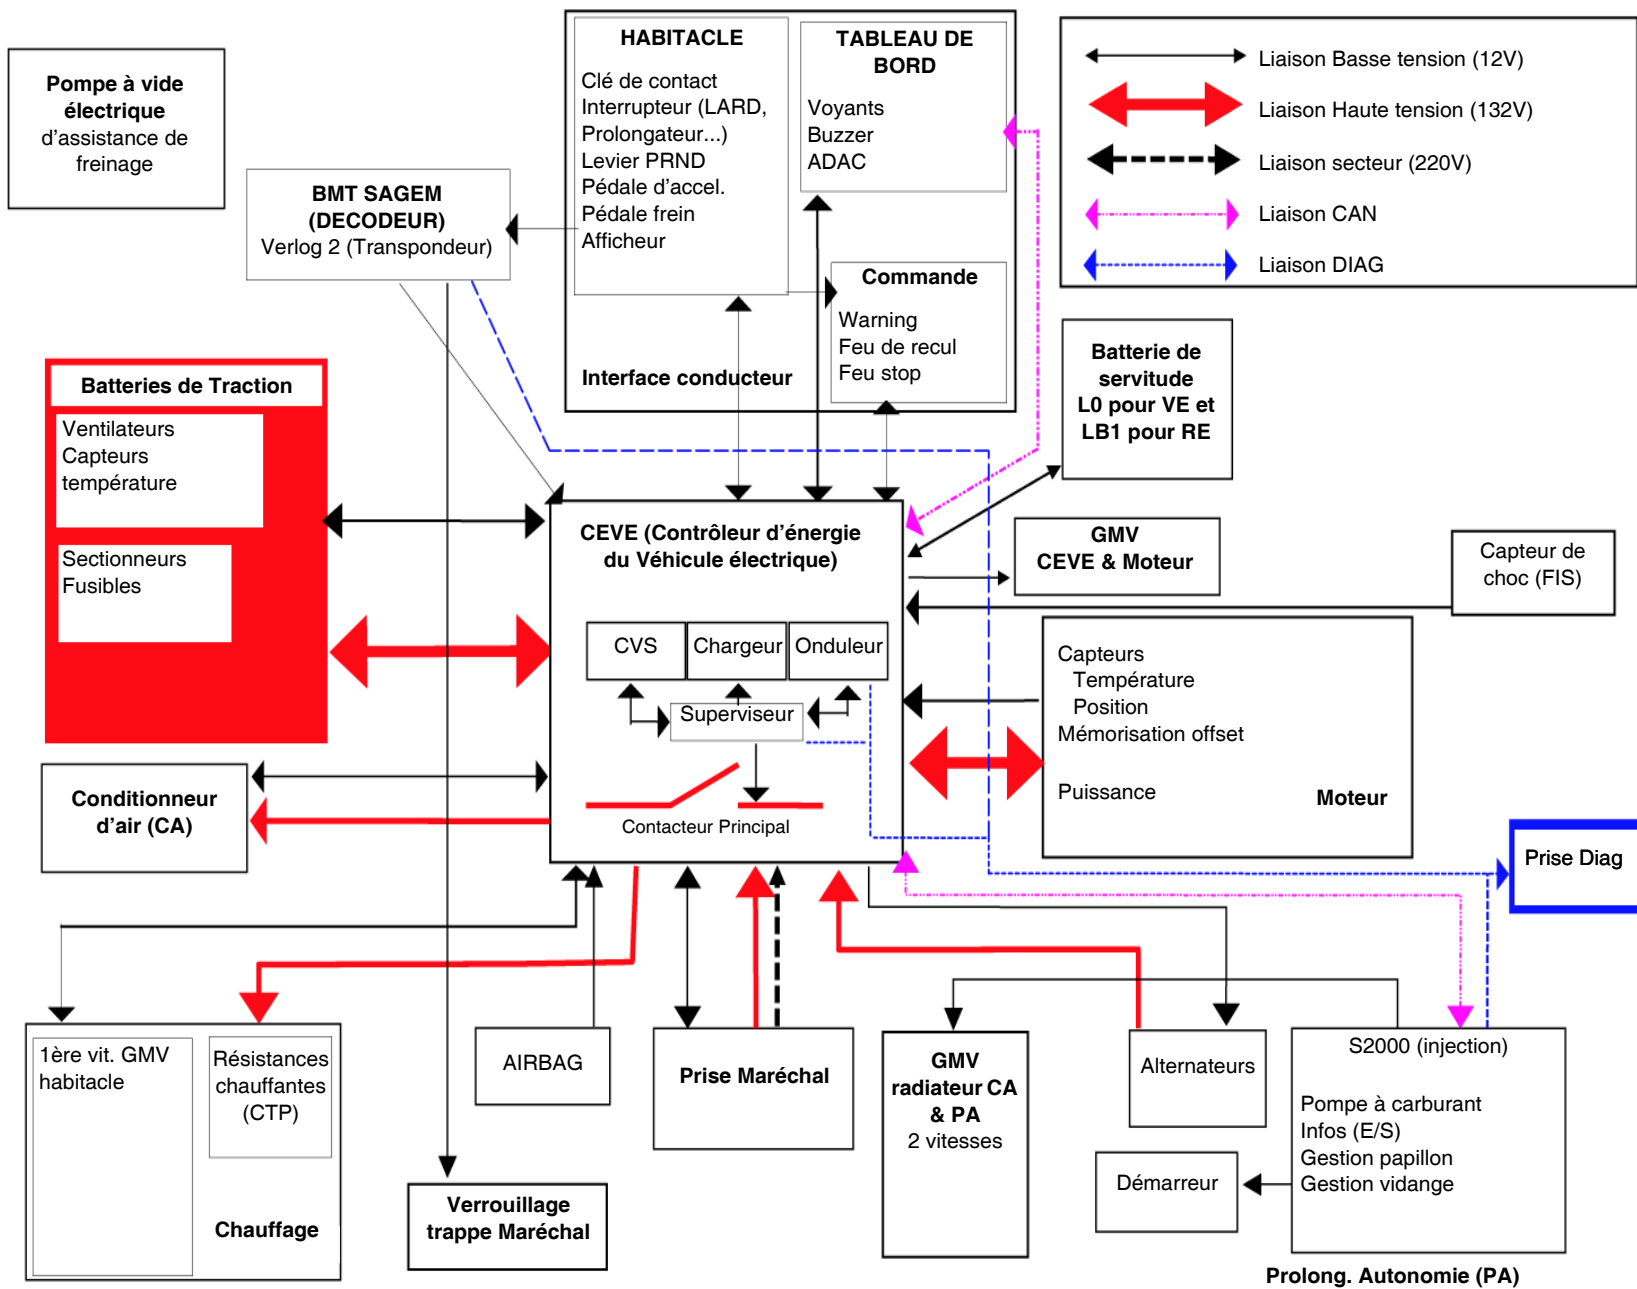 Pompe à vide
électrique
d'assistance de
freinage
BMT SAGEM
(DECODEUR)
Verlog 2 (Transpondeur)
HABITACLE
Clé de contact
Interrupteur (LARD,
Prolongateur...)
Levier PRND
Pédale d'accel.
Pédale frein
Afficheur
TABLEAU DE
BORD
Voyants
Buzzer
ADAC
Commande
Warning
Feu de recul
Feu stop
Interface conducteur
Liaison Basse tension (12V)
Liaison Haute tension (132V)
Liaison secteur (220V)
Liaison CAN
Liaison DIAG
Batterie de
servitude
L0 pour VE et
LB1 pour RE
Batteries de Traction
Ventilateurs
Capteurs
température
Sectionneurs
Fusibles
CEVE (Contrôleur d'énergie
du Véhicule électrique)
CVS
Chargeur
Onduleur
Superviseur
Contacteur Principal
GMV
CEVE & Moteur
Capteur de
choc (FIS)
Capteurs
Température
Position
Mémorisation offset
Puissance
Moteur
Conditionneur
d'air (CA)
Prise Diag
1ère vit. GMV
habitacle
Résistances
chauffantes
(CTP)
Chauffage
AIRBAG
Verrouillage
trappe Maréchal
Prise Maréchal
GMV
radiateur CA
& PA
2 vitesses
Alternateurs
Démarreur
S2000 (injection)
Pompe à carburant
Infos (E/S)
Gestion papillon
Gestion vidange
Prolong. Autonomie (PA)